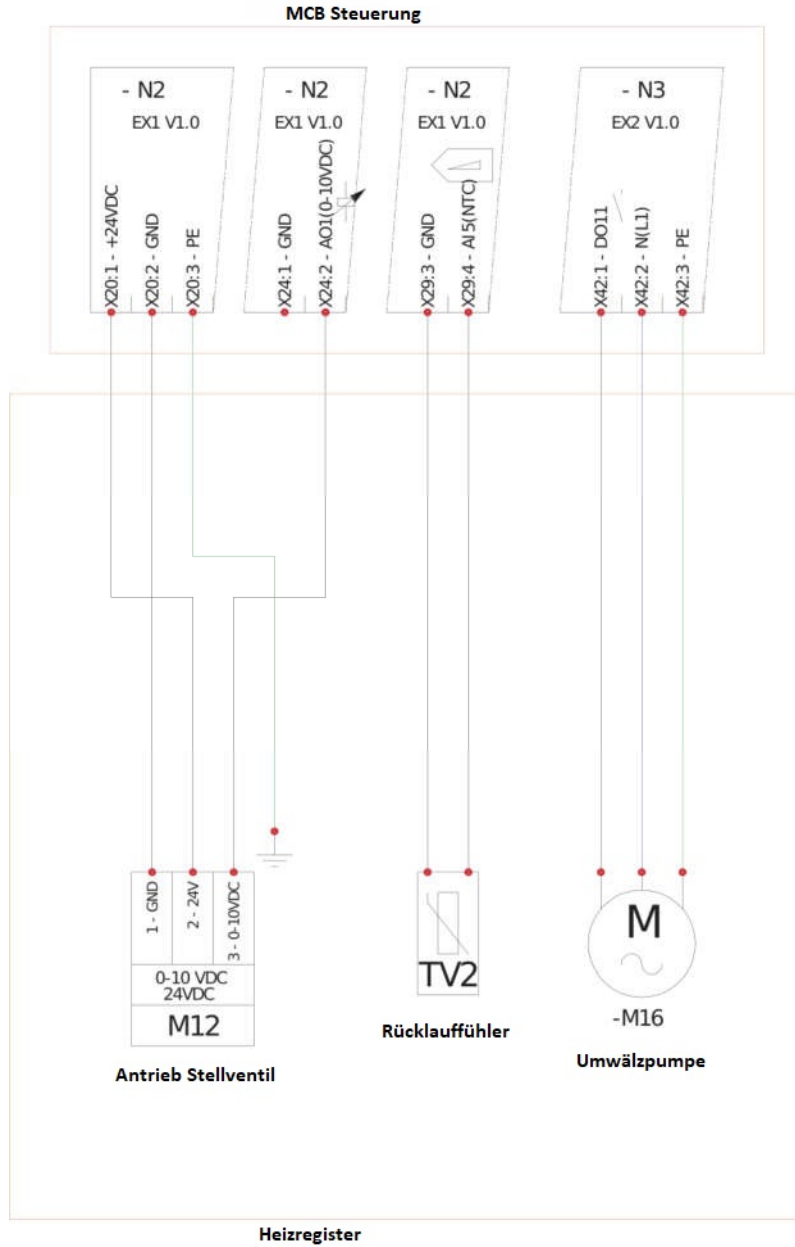 MCB Steuerung
- N2
EX1 V1.0
X20:1 - +24VDC
X20:2 - GND
X20:3 - PE
- N2
EX1 V1.0
X24:1 - GND
X24:2 - AO1(0-10VDC)
- N2
EX1 V1.0
X29:3 - GND
X29:4 - AI5(NTC)
- N3
EX2 V1.0
X42:1 - DO11
X42:2 - N(L1)
X42:3 - PE
1 - GND
2 - 24V
3 - 0-10VDC
0-10 VDC
24VDC
M12
Antrieb Stellventil
TV2
Rücklauffühler
M
-M16
Umwälzpumpe
Heizregister